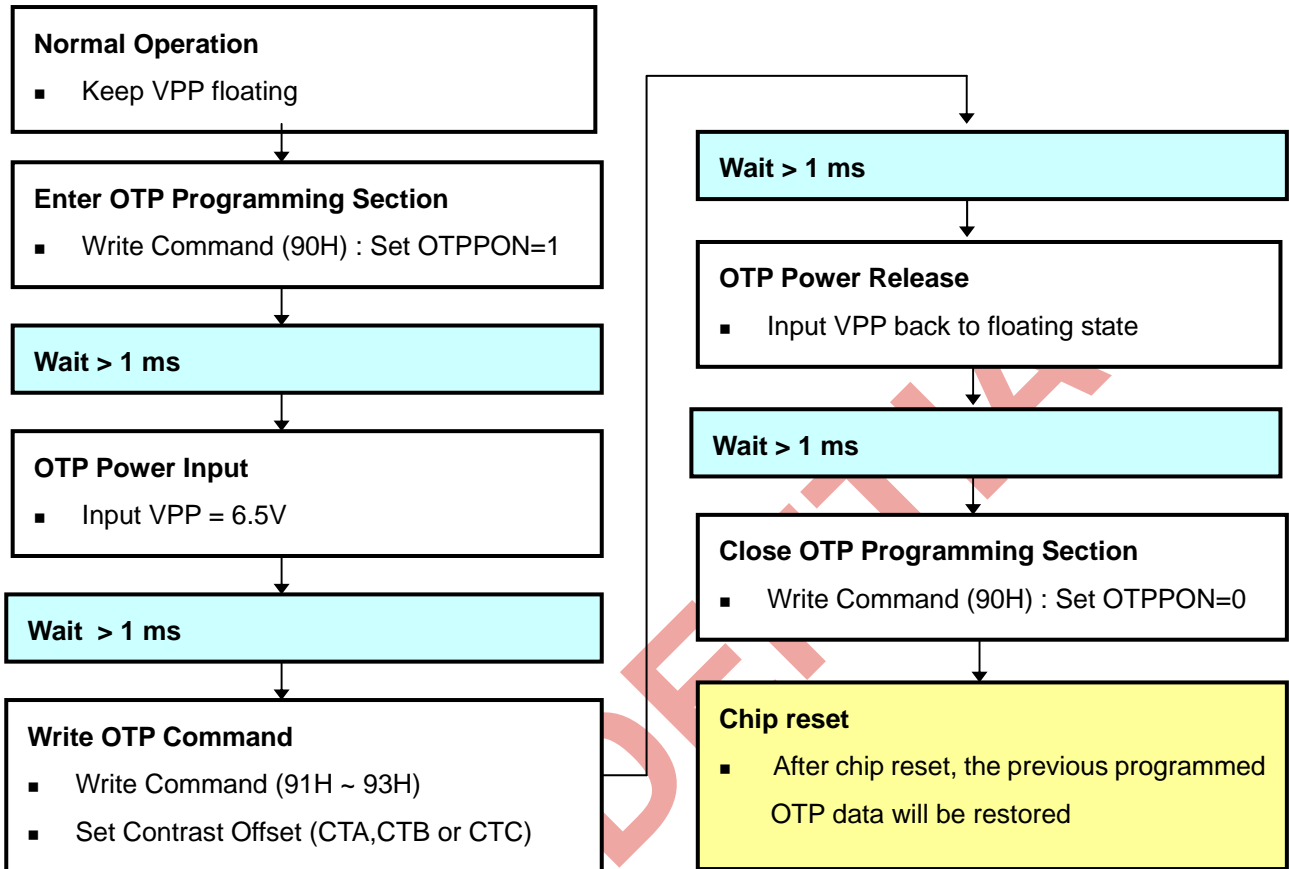 Normal Operation
▪ Keep VPP floating
Enter OTP Programming Section
▪ Write Command (90H) : Set OTPPON=1
Wait > 1 ms
OTP Power Input
▪ Input VPP = 6.5V
Wait > 1 ms
Write OTP Command
▪ Write Command (91H ~ 93H)
▪ Set Contrast Offset (CTA,CTB or CTC)
Wait > 1 ms
OTP Power Release
▪ Input VPP back to floating state
Wait > 1 ms
Close OTP Programming Section
▪ Write Command (90H) : Set OTPPON=0
Chip reset
▪ After chip reset, the previous programmed
OTP data will be restored